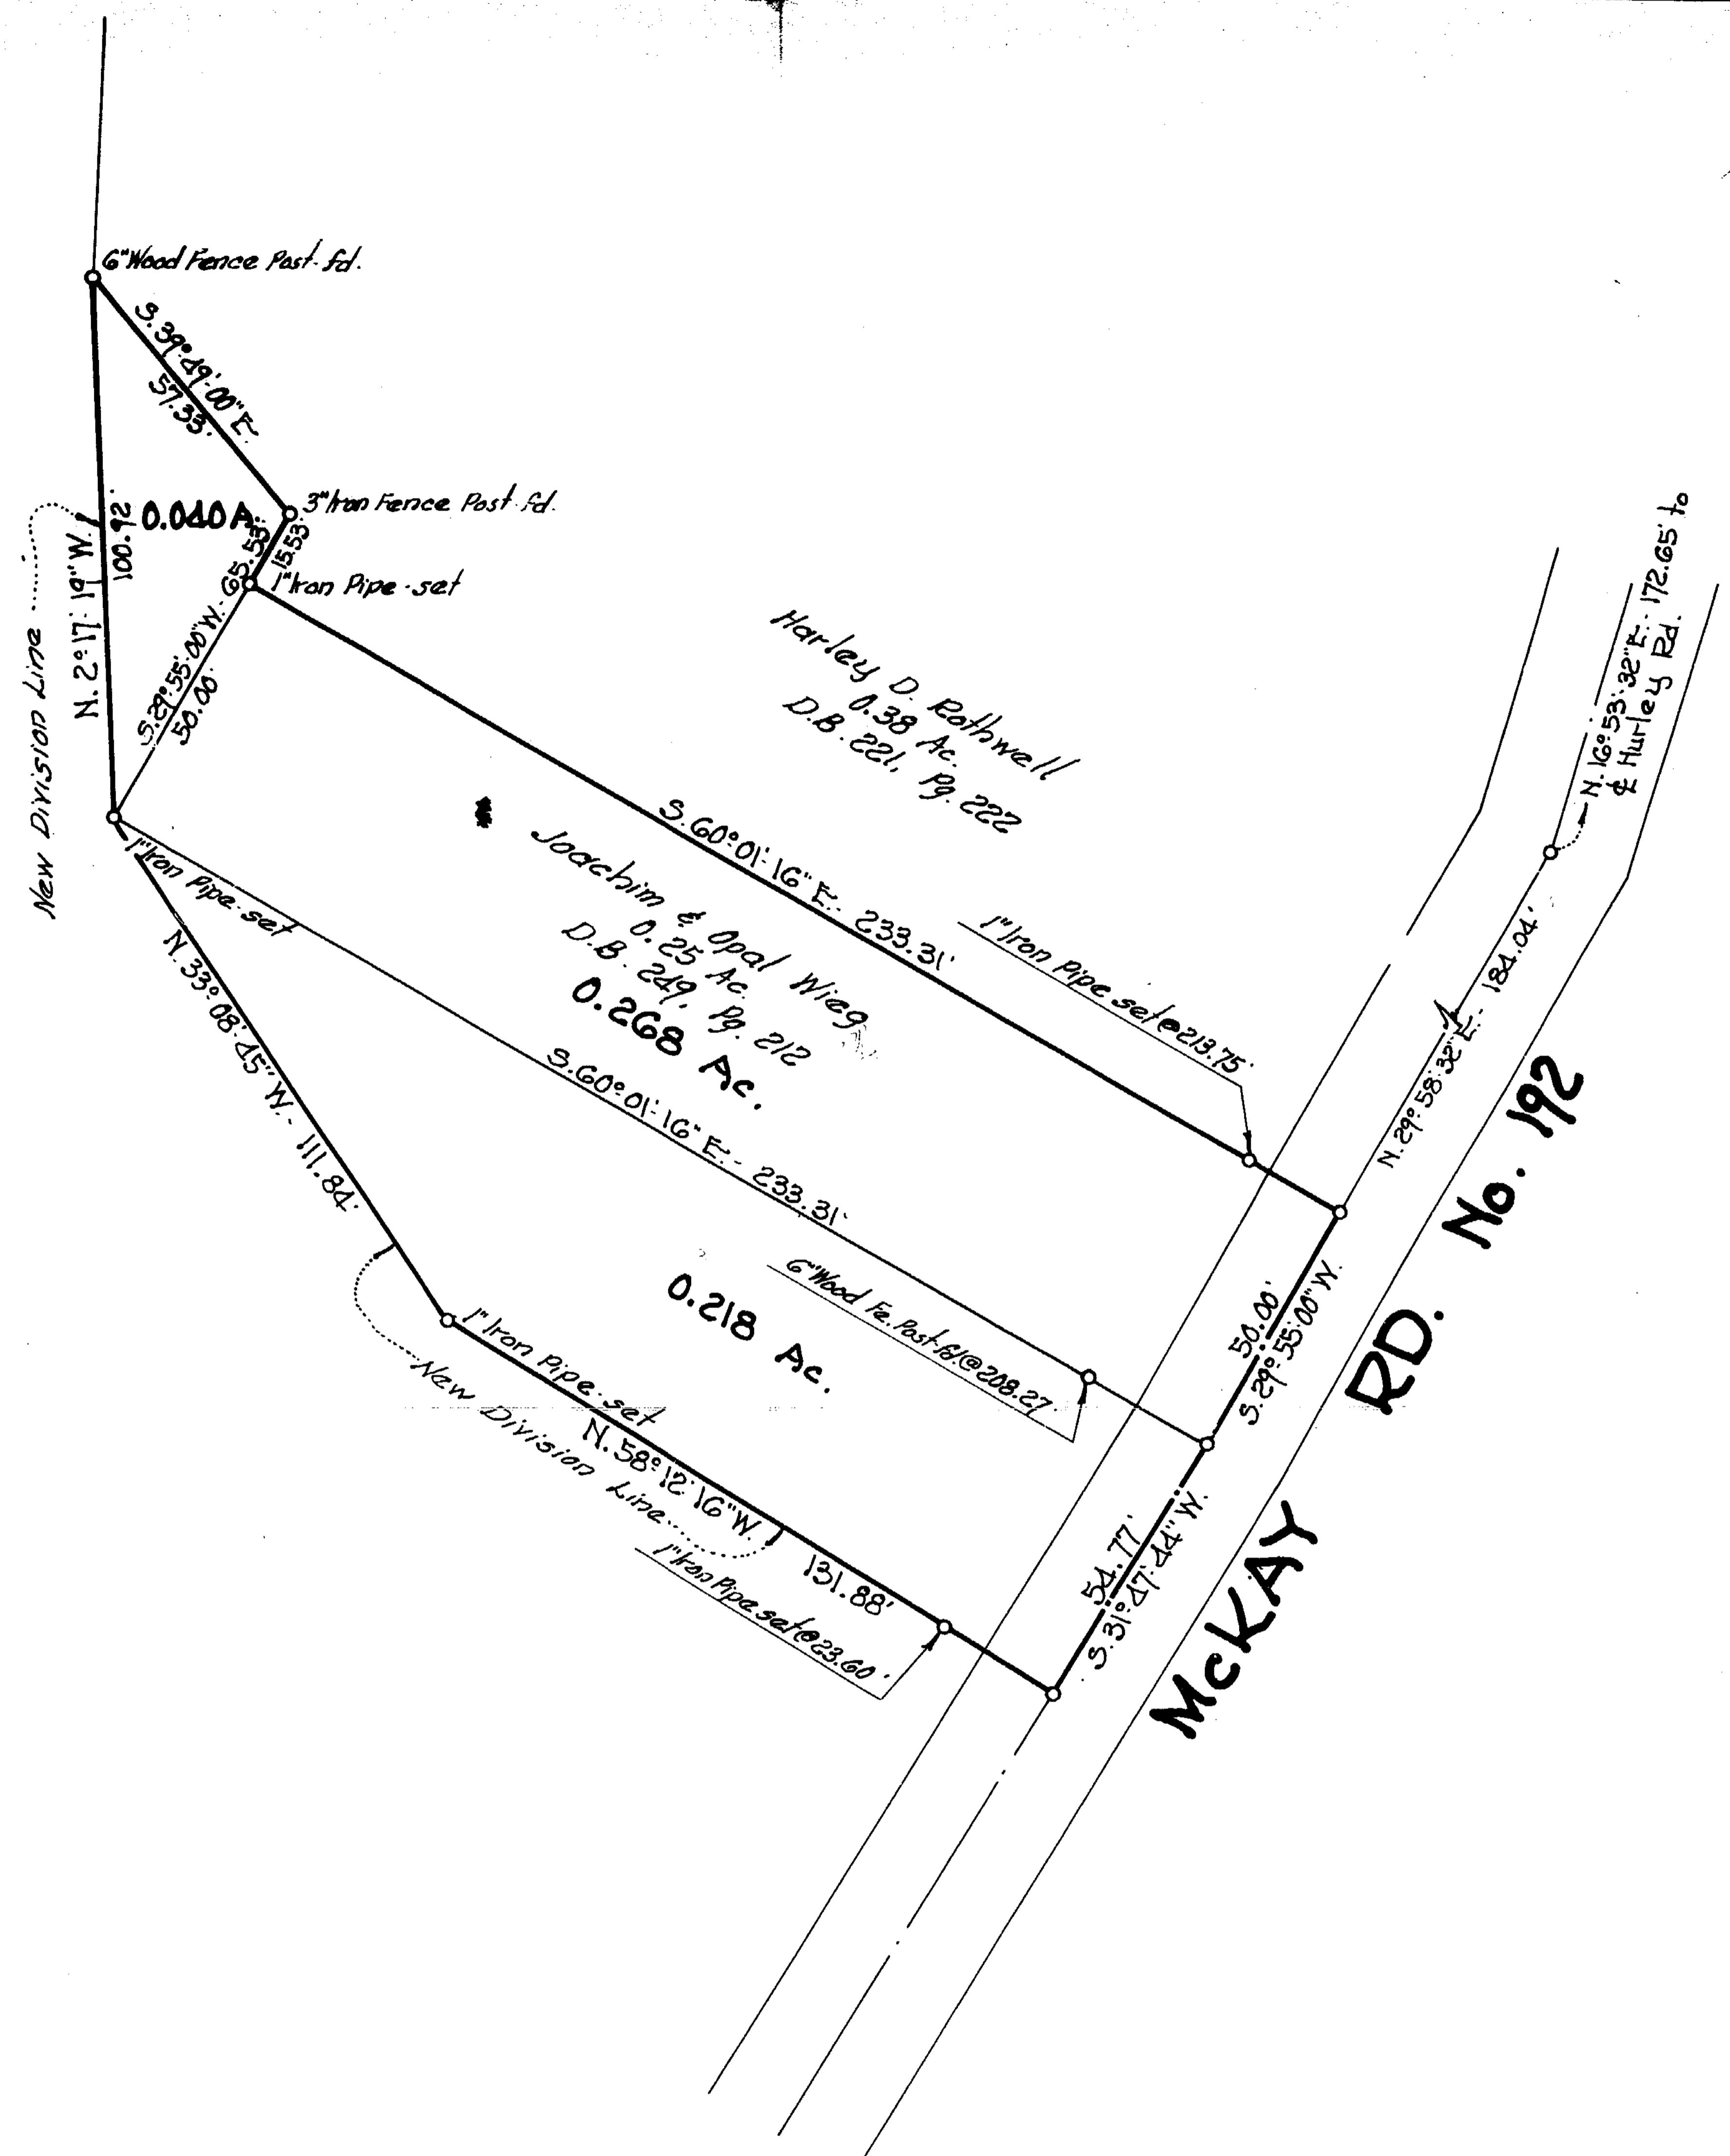 6" Wood Fence Post-fd.
S.39°49'00"E.
57.33'
3" Iron Fence Post-fd.
0.040 A.
65.53'
15.53'
1" Iron Pipe-set
S.29°55'00"W.
50.00'
New Division Line
N. 2°17'19"W.
100.92'
1" Iron Pipe-set
Harley D. Rothwell
0.38 Ac.
D.B. 221, Pg. 222
S.60°01'16"E.- 233.31'
1" Iron Pipe set@213.75'
Joachim & Opal Wieg
0.25 Ac.
D.B. 249, Pg. 212
0.268 Ac.
S.60°01'16"E.- 233.31'
6" Wood Fe. Post-fd.@208.27'
N. 33°08'45"W.- 111.84'
0.218 Ac.
1" Iron Pipe-set
New Division Line
N.58°12'16"W.
131.88'
1" Iron Pipe set@23.60'
N.16°53'32"E.- 172.65' to
℄ Hurley Rd.
N.29°58'32"E.- 184.04'
50.00'
S.29°55'00"W.
54.77'
S.31°47'44"W.
McKAY RD. No. 192